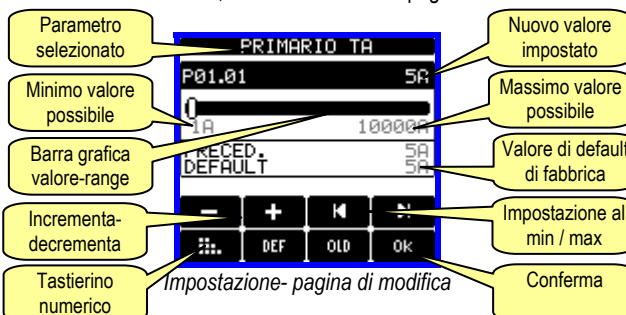 Parametro
selezionato
Nuovo valore
impostato
PRIMARIO TA
P01.01 5A
Minimo valore
possibile
Massimo valore
possibile
1A 10000A
Barra grafica
valore-range
PRECED. 5A
DEFAULT 5A
Valore di default
di fabbrica
Incrementa-
decrementa
- +
Impostazione al
min / max
DEF OLD OK
Tastierino
numerico
Conferma
Impostazione- pagina di modifica